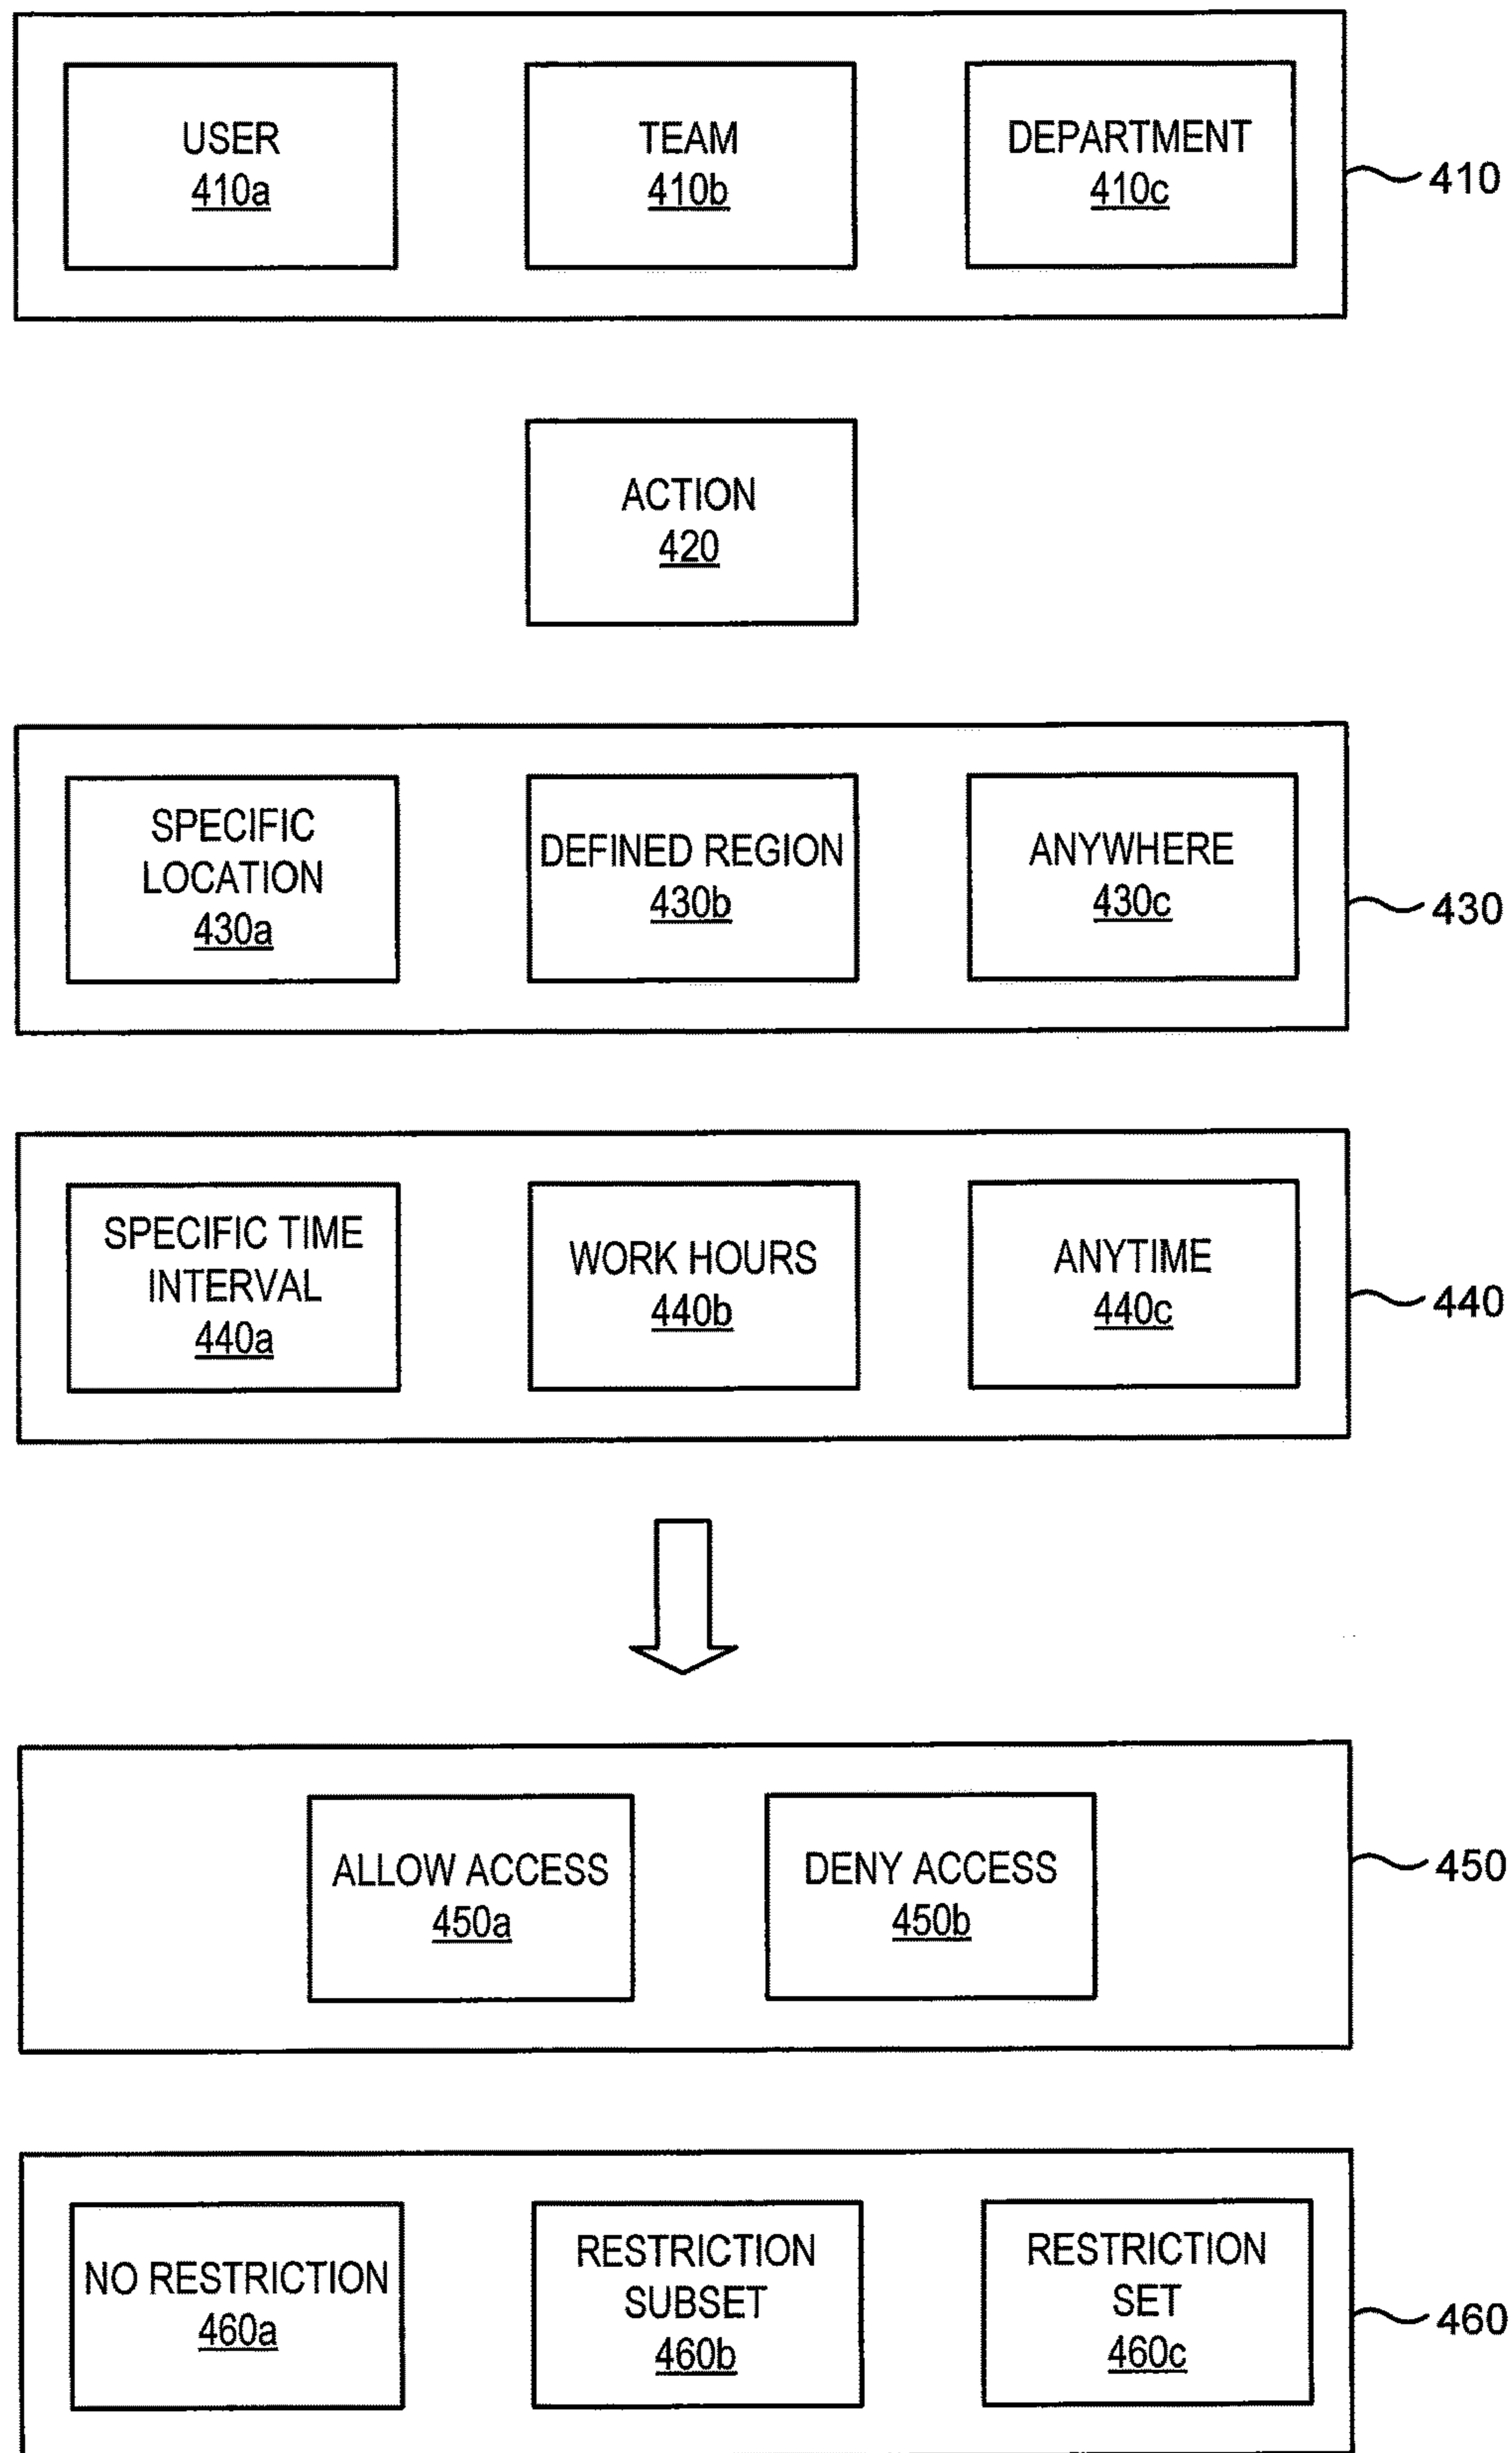 USER
410a
TEAM
410b
DEPARTMENT
410c
410
ACTION
420
SPECIFIC
LOCATION
430a
DEFINED REGION
430b
ANYWHERE
430c
430
SPECIFIC TIME
INTERVAL
440a
WORK HOURS
440b
ANYTIME
440c
440
ALLOW ACCESS
450a
DENY ACCESS
450b
450
NO RESTRICTION
460a
RESTRICTION
SUBSET
460b
RESTRICTION
SET
460c
460